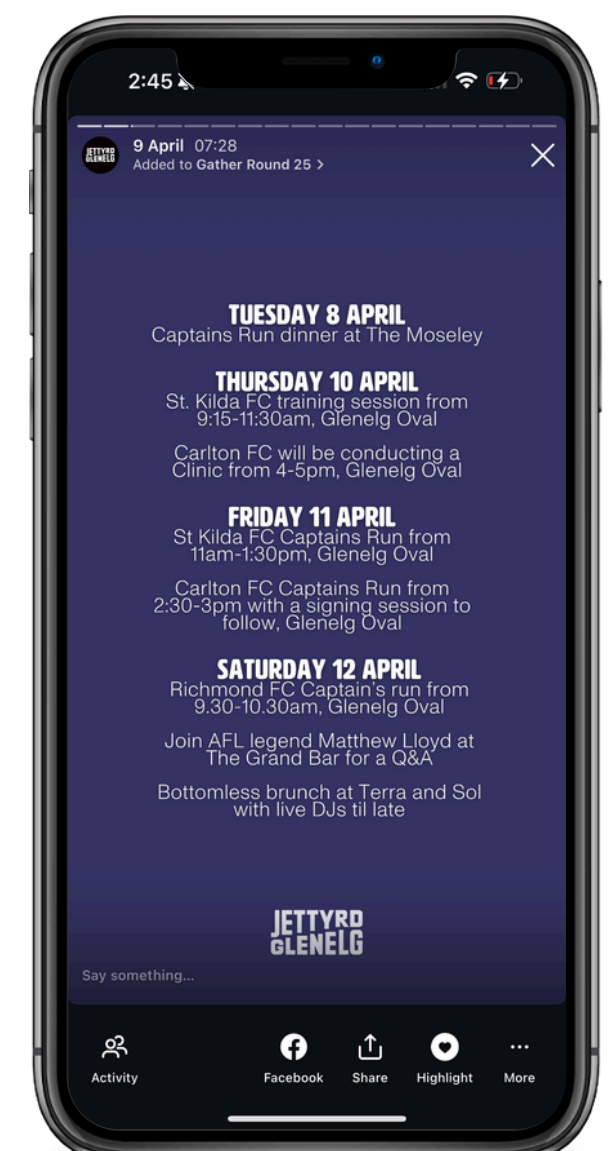 2:45
JETTYRD
GLENELG
9 April 07:28
Added to Gather Round 25 >
TUESDAY 8 APRIL
Captains Run dinner at The Moseley
THURSDAY 10 APRIL
St. Kilda FC training session from
9:15-11:30am, Glenelg Oval
Carlton FC will be conducting a
Clinic from 4-5pm, Glenelg Oval
FRIDAY 11 APRIL
St Kilda FC Captains Run from
11am-1:30pm, Glenelg Oval
Carlton FC Captains Run from
2:30-3pm with a signing session to
follow, Glenelg Oval
SATURDAY 12 APRIL
Richmond FC Captain's run from
9.30-10.30am, Glenelg Oval
Join AFL legend Matthew Lloyd at
The Grand Bar for a Q&A
Bottomless brunch at Terra and Sol
with live DJs til late
JETTYRD
GLENELG
Say something...
Activity Facebook Share Highlight More